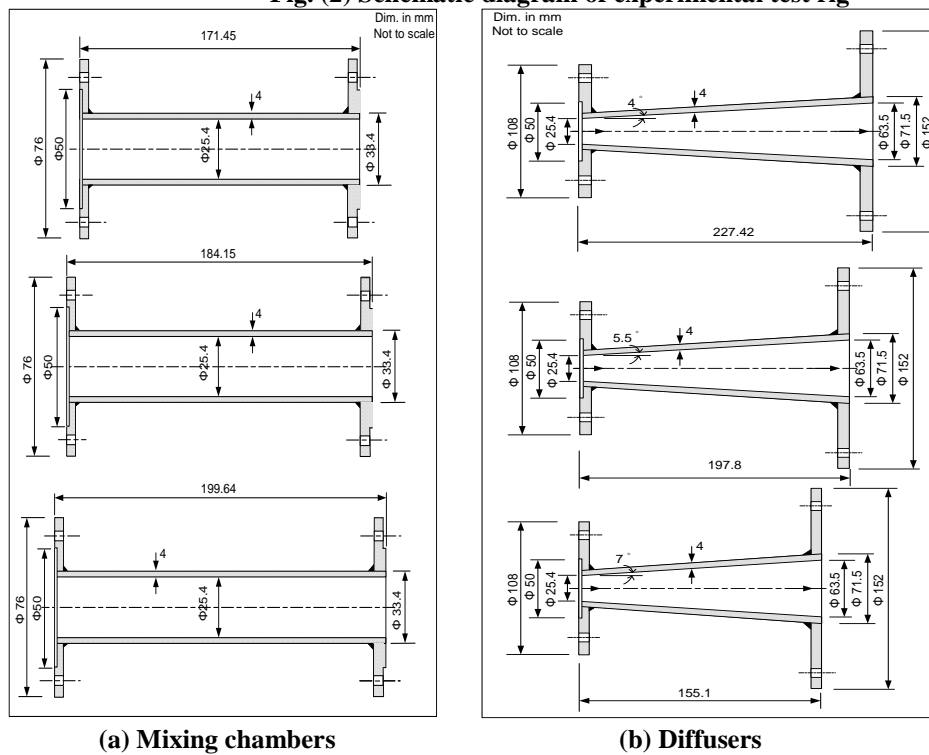 Fig. (2) Schematic diagram of experimental test rig
Dim. in mm
Not to scale
171.45
4
Φ 76
Φ50
Φ25.4
Φ 33.4
184.15
4
Φ 76
Φ50
Φ25.4
Φ 33.4
199.64
4
Φ 76
Φ50
Φ25.4
Φ 33.4
(a) Mixing chambers
Dim. in mm
Not to scale
4°
4
Φ 108
Φ 50
Φ 25.4
Φ 63.5
Φ 71.5
Φ 152
227.42
5.5°
4
Φ 108
Φ 50
Φ 25.4
Φ 63.5
Φ 71.5
Φ 152
197.8
7°
4
Φ 108
Φ 50
Φ 25.4
Φ 63.5
Φ 71.5
Φ 152
155.1
(b) Diffusers